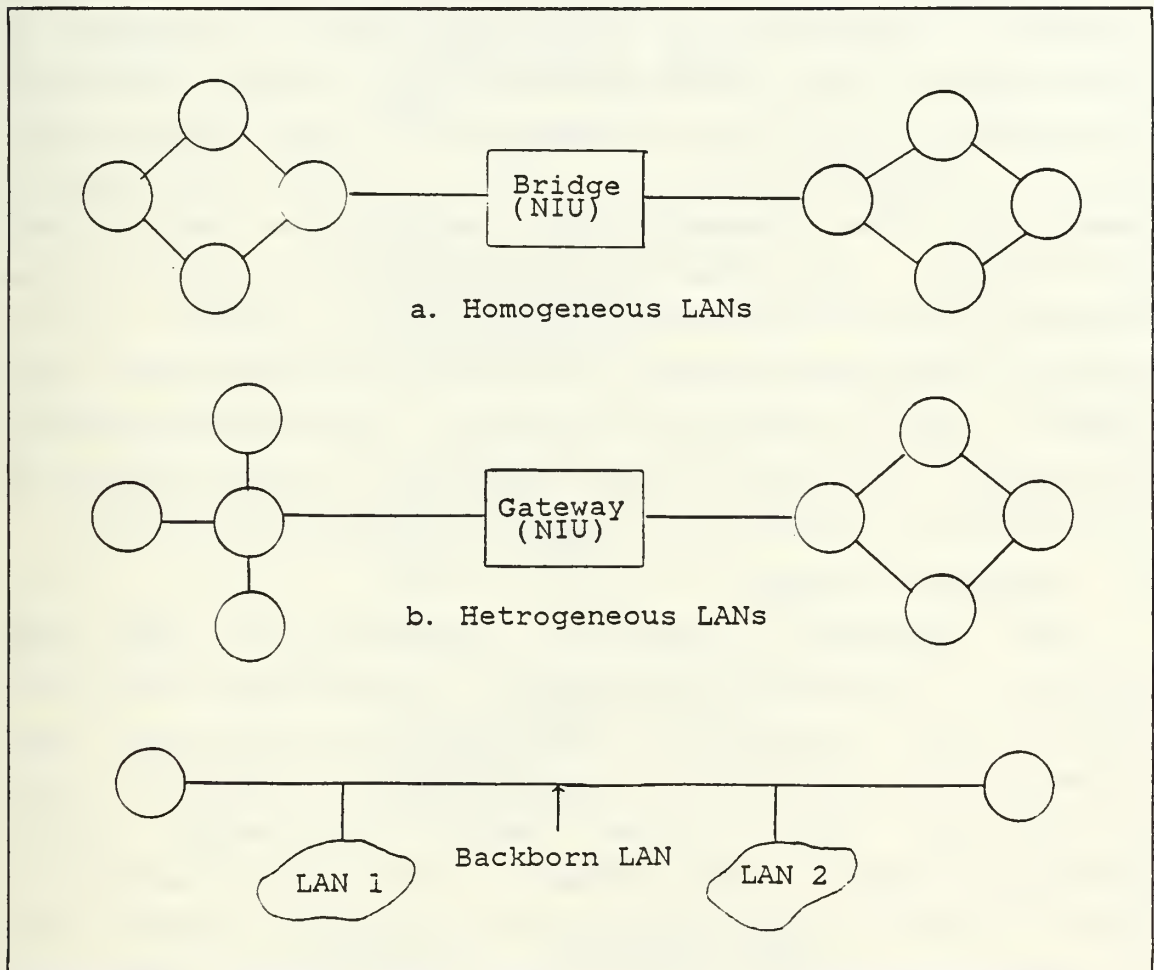 Bridge
(NIU)
a. Homogeneous LANs
Gateway
(NIU)
b. Hetrogeneous LANs
Backborn LAN
LAN 1
LAN 2